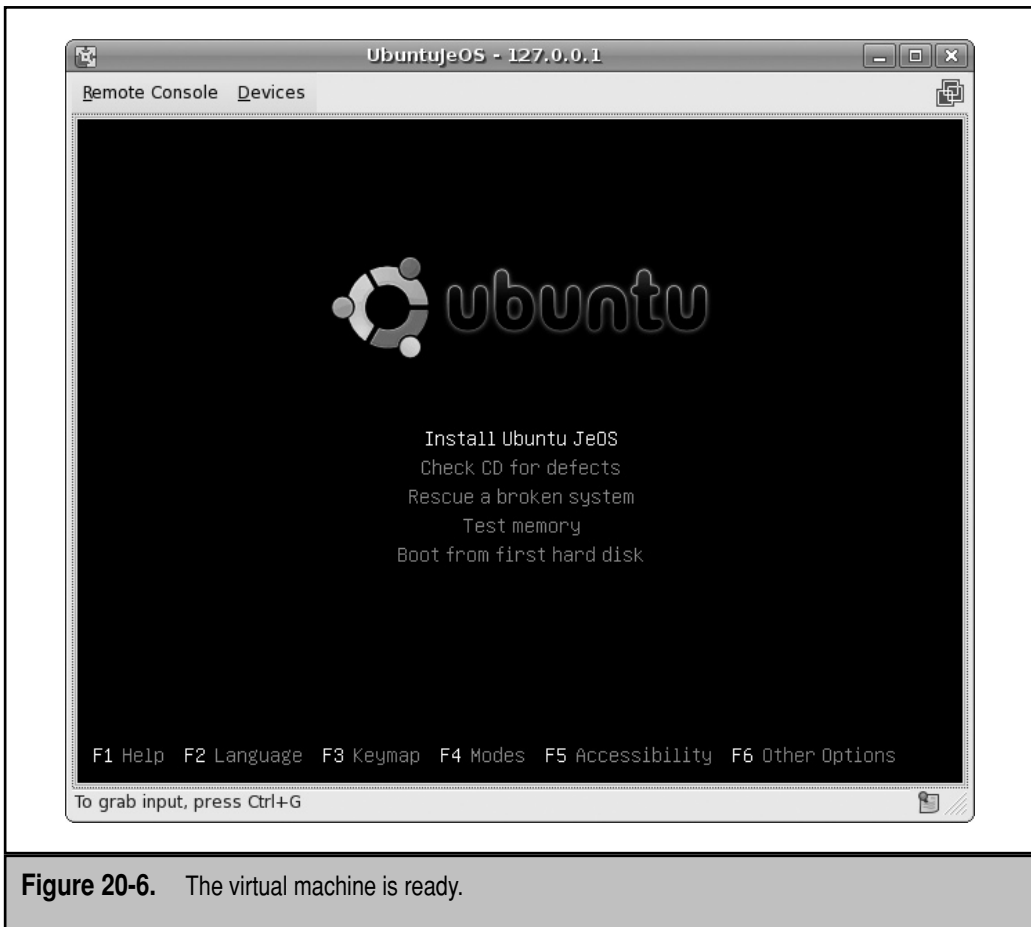 UbuntuJeOS - 127.0.0.1
Remote Console Devices
ubuntu
Install Ubuntu JeOS
Check CD for defects
Rescue a broken system
Test memory
Boot from first hard disk
F1 Help F2 Language F3 Keymap F4 Modes F5 Accessibility F6 Other Options
To grab input, press Ctrl+G
Figure 20-6. The virtual machine is ready.